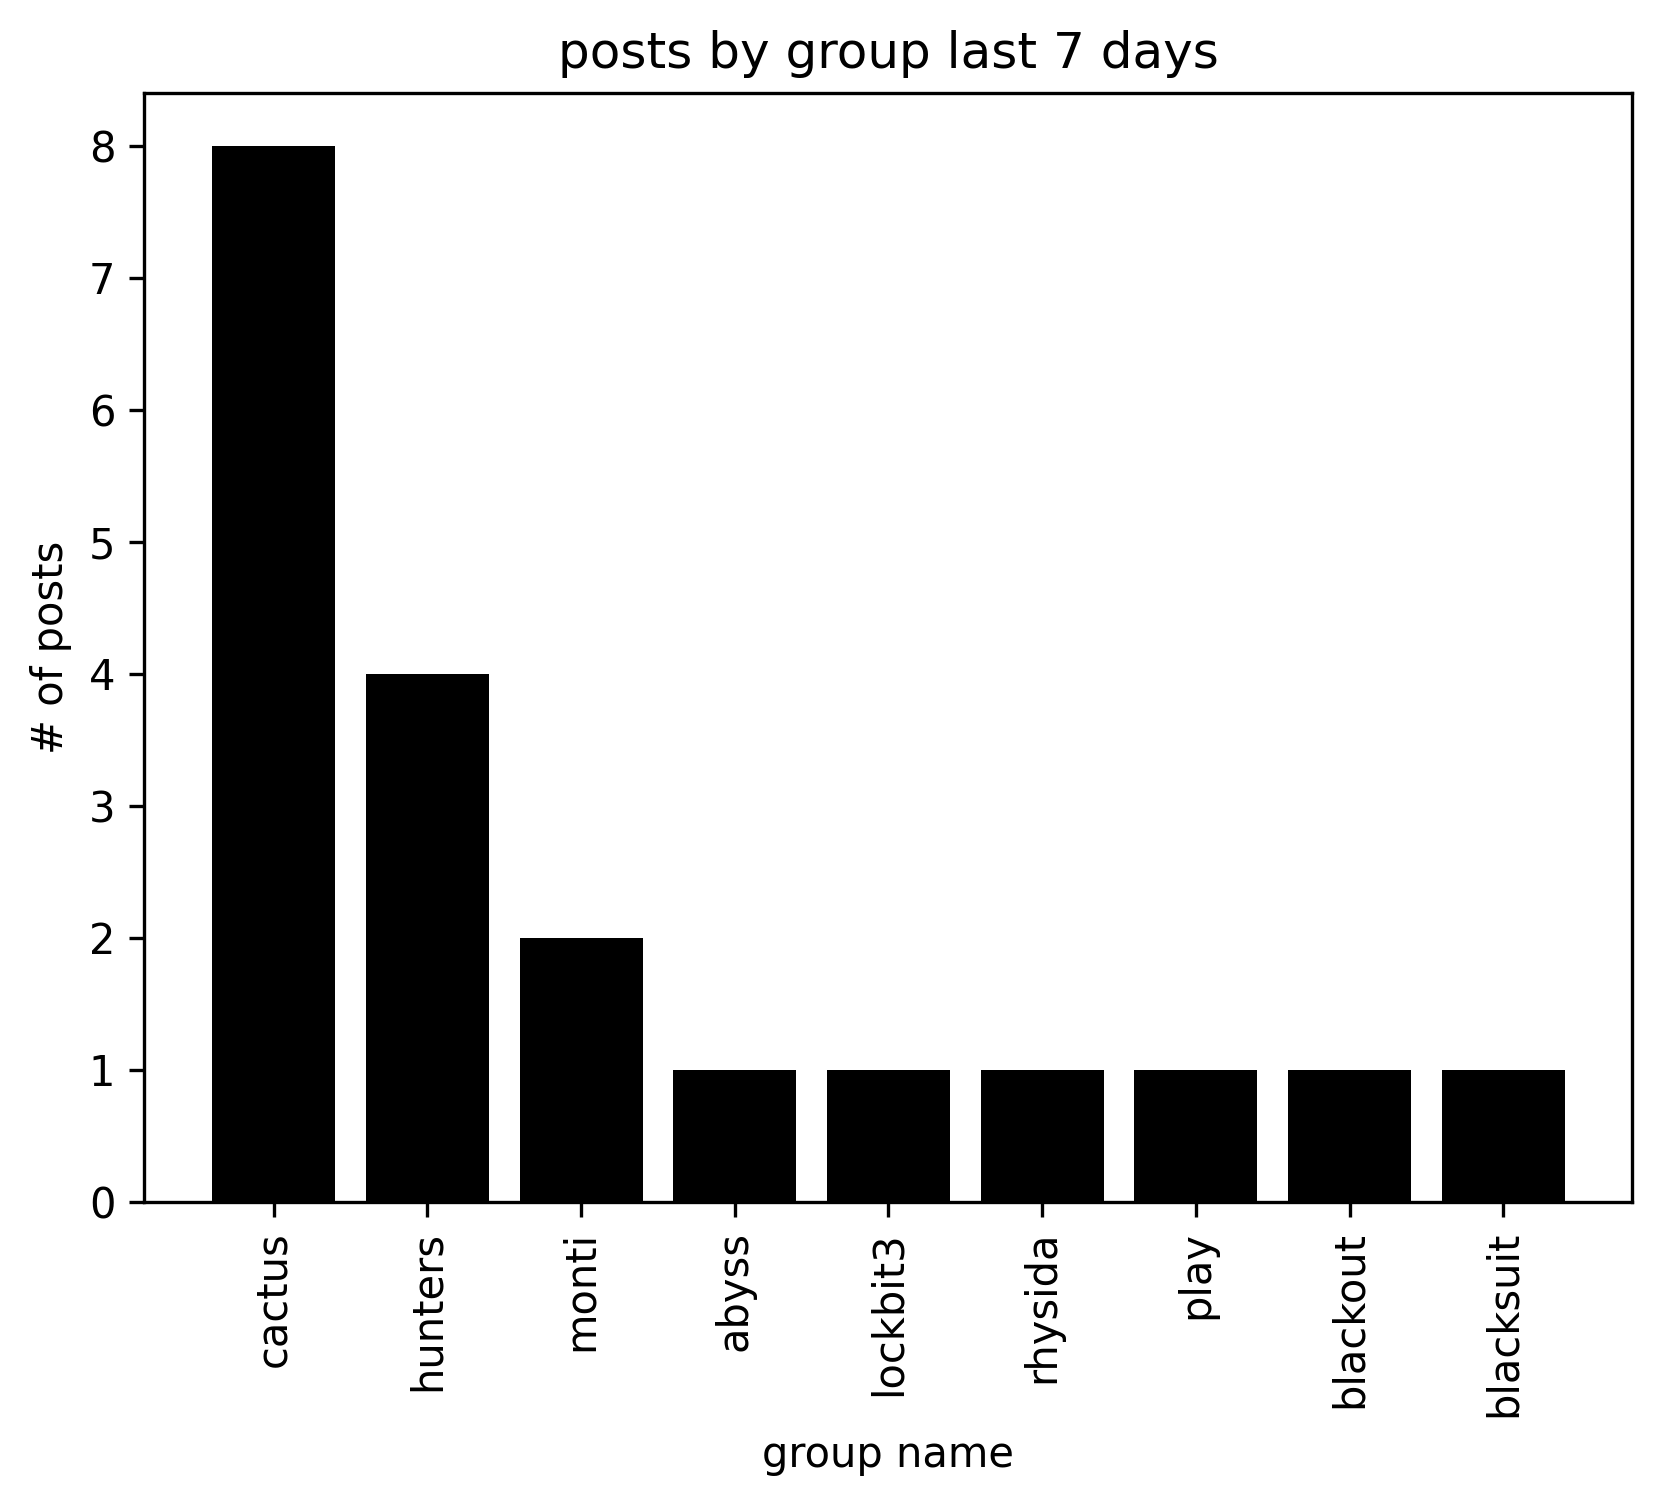 posts by group last 7 days
8
7
6
5
4
3
2
1
0
# of posts
cactus
hunters
monti
abyss
lockbit3
rhysida
play
blackout
blacksuit
group name